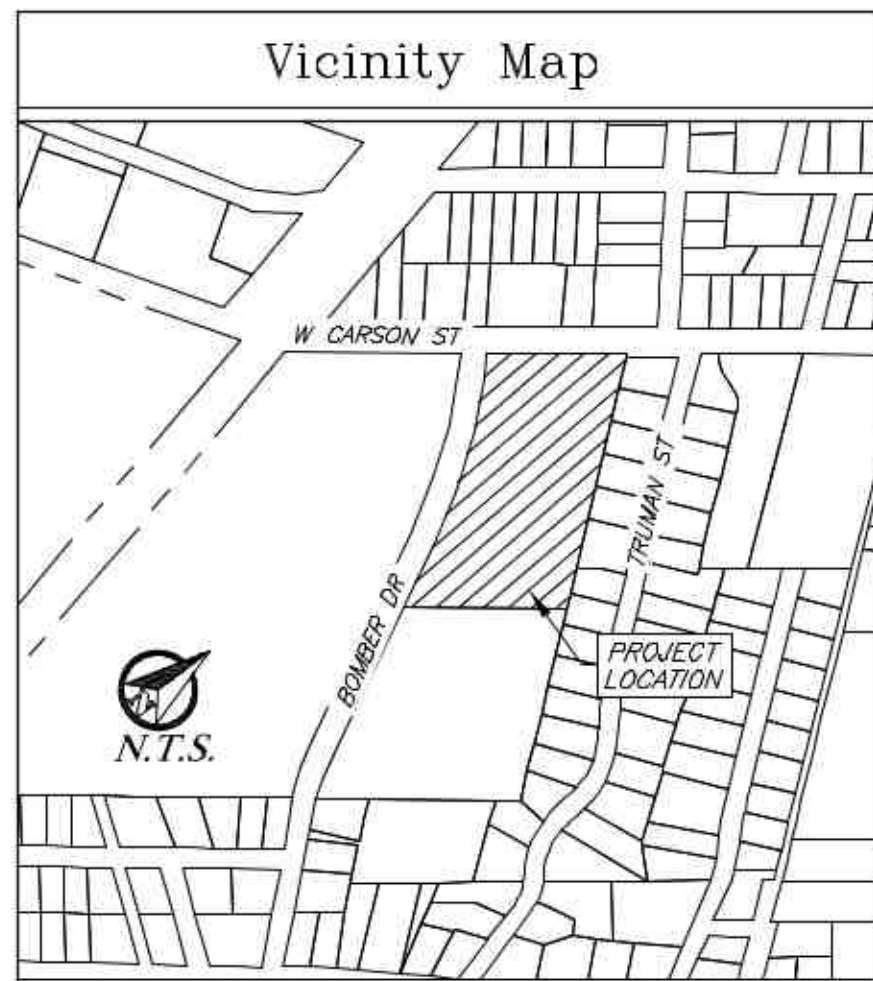 Vicinity Map
W CARSON ST
TRUMAN ST
BOMBER DR
PROJECT
LOCATION
N.T.S.